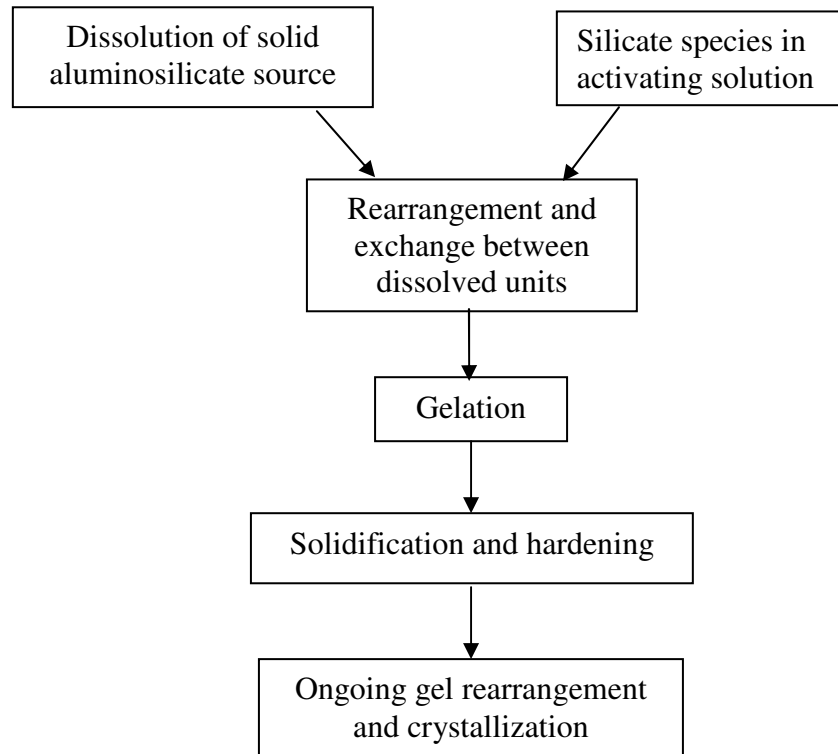 Dissolution of solid
aluminosilicate source
Silicate species in
activating solution
Rearrangement and
exchange between
dissolved units
Gelation
Solidification and hardening
Ongoing gel rearrangement
and crystallization